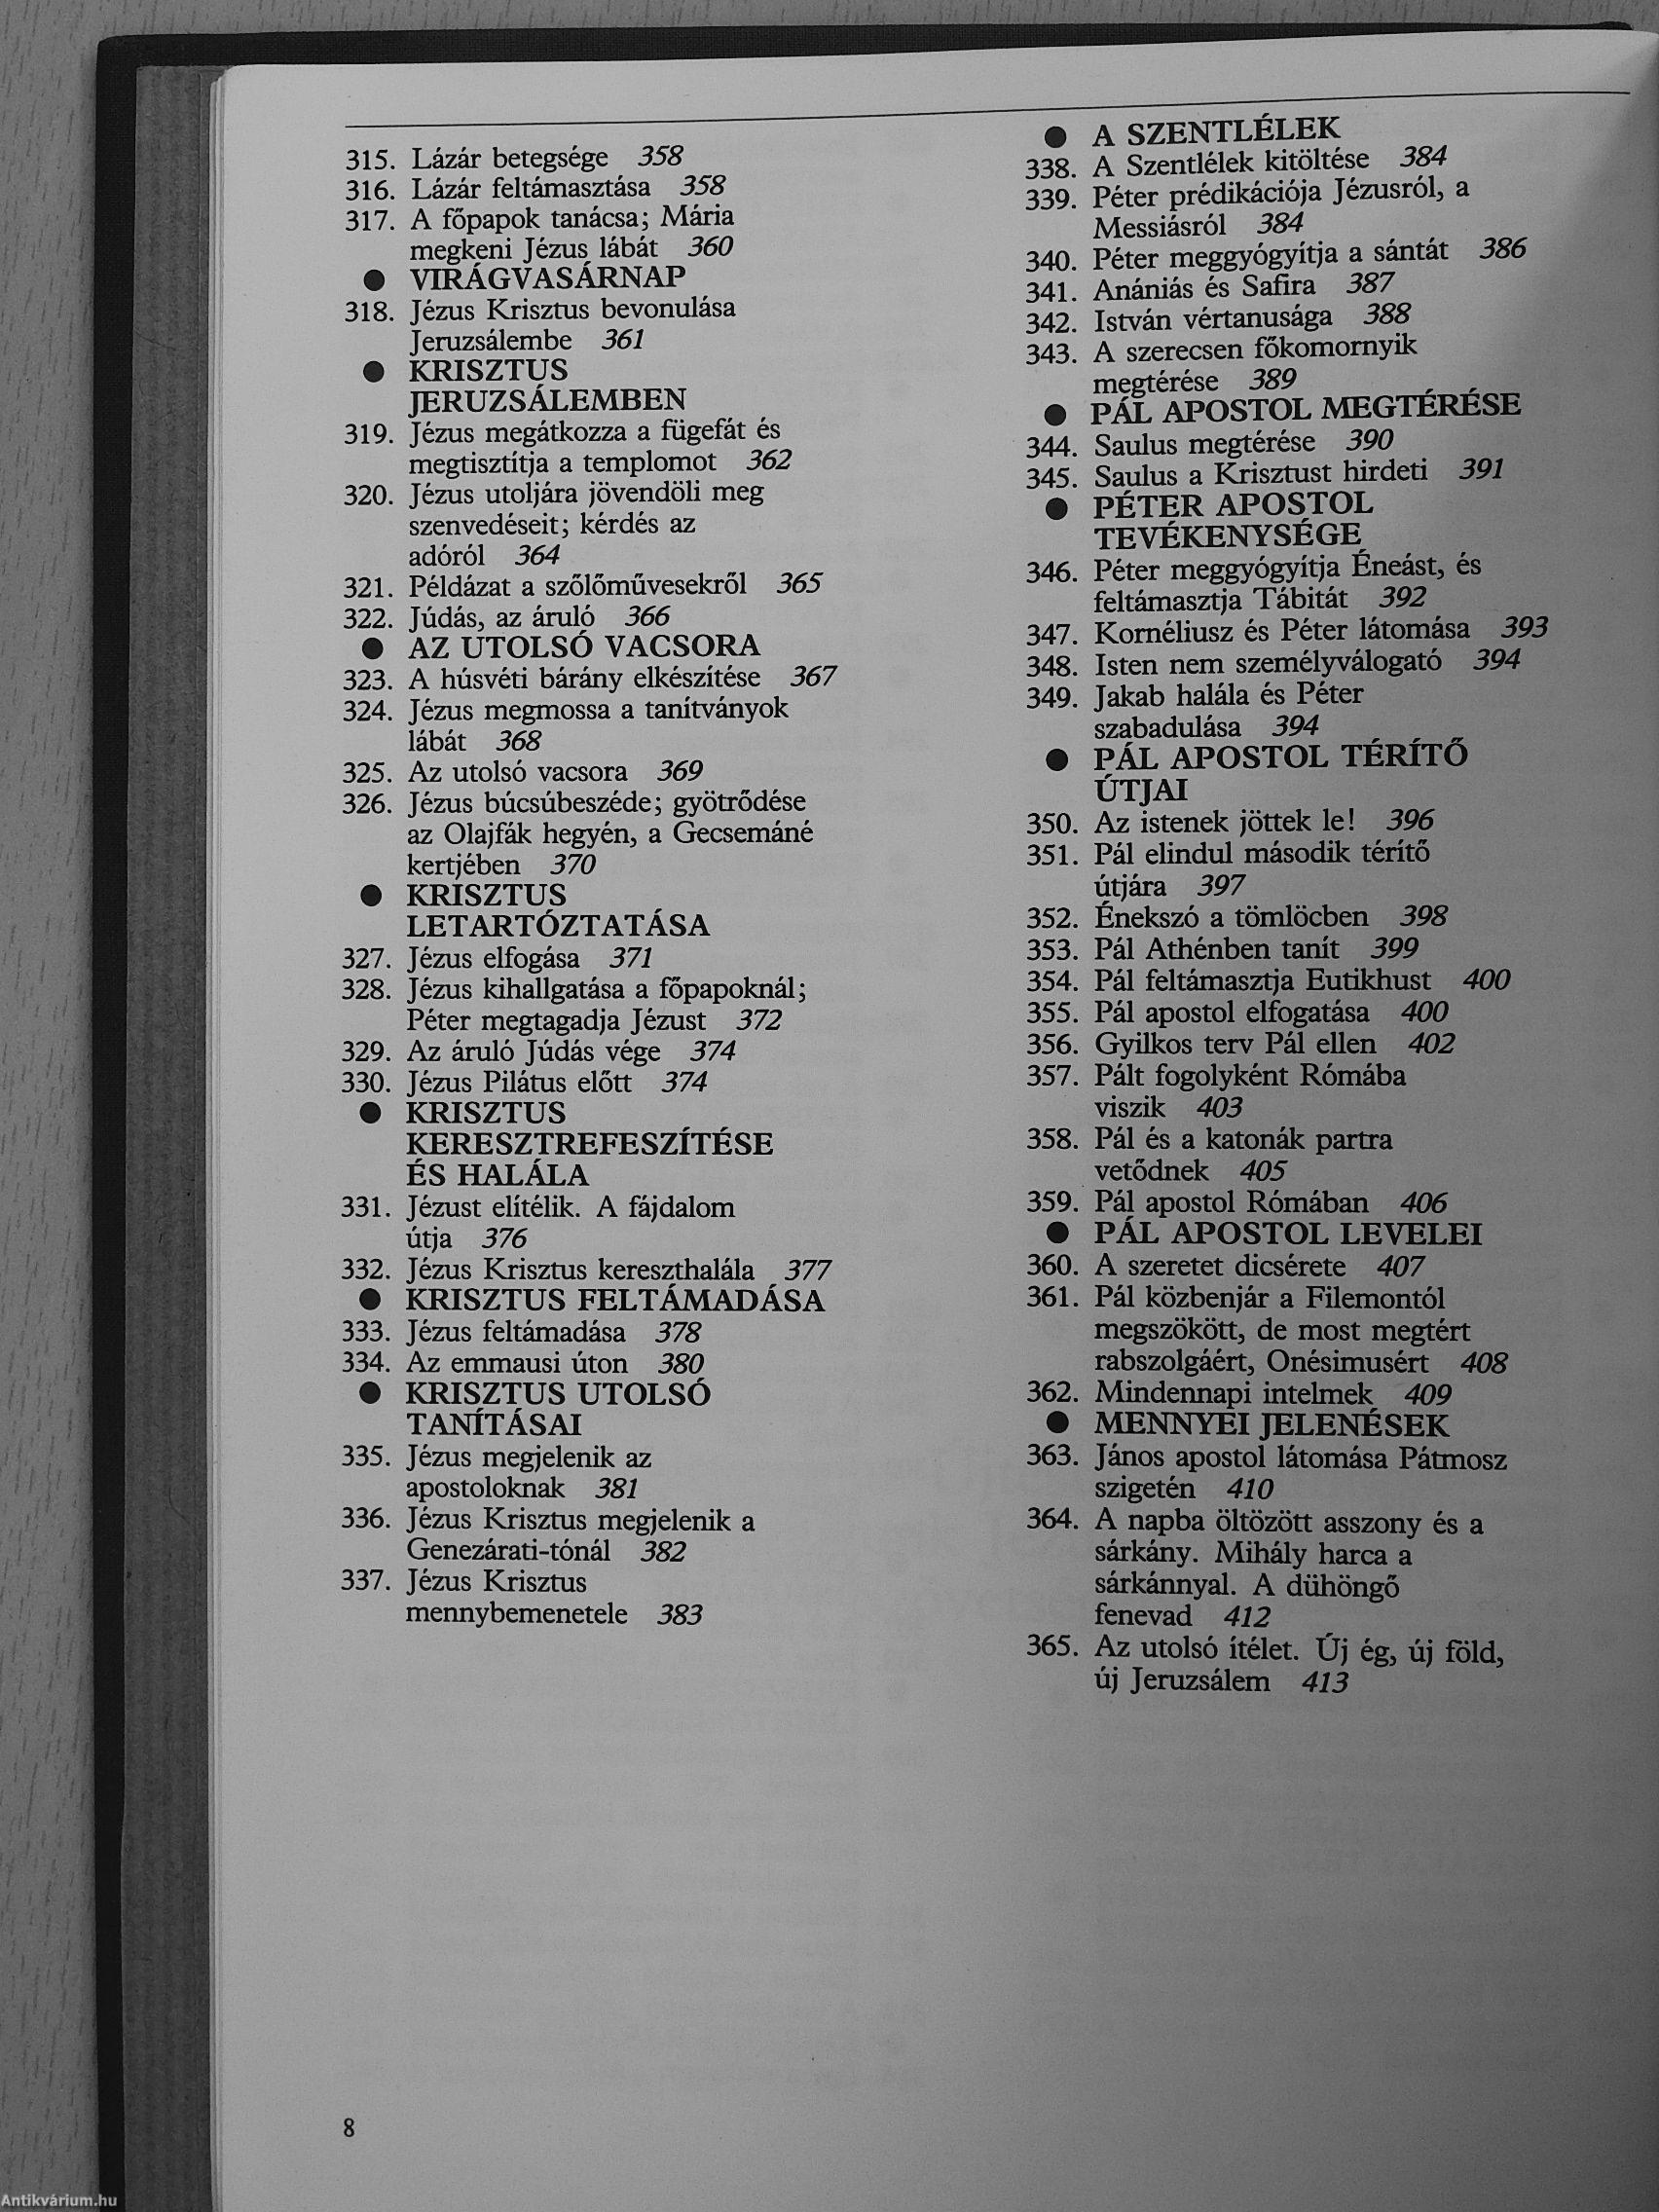 315. Lázár betegsége 358
316. Lázár feltámasztása 358
317. A főpapok tanácsa; Mária
megkeni Jézus lábát 360
● VIRÁGVASÁRNAP
318. Jézus Krisztus bevonulása
Jeruzsálembe 361
● KRISZTUS
JERUZSÁLEMBEN
319. Jézus megátkozza a fügefát és
megtisztítja a templomot 362
320. Jézus utoljára jövendöli meg
szenvedéseit; kérdés az
adóról 364
321. Példázat a szőlőművesekről 365
322. Júdás, az áruló 366
● AZ UTOLSÓ VACSORA
323. A húsvéti bárány elkészítése 367
324. Jézus megmossa a tanítványok
lábát 368
325. Az utolsó vacsora 369
326. Jézus búcsúbeszéde; gyötrődése
az Olajfák hegyén, a Gecsemáné
kertjében 370
● KRISZTUS
LETARTÓZTATÁSA
327. Jézus elfogása 371
328. Jézus kihallgatása a főpapoknál;
Péter megtagadja Jézust 372
329. Az áruló Júdás vége 374
330. Jézus Pilátus előtt 374
● KRISZTUS
KERESZTREFESZÍTÉSE
ÉS HALÁLA
331. Jézust elítélik. A fájdalom
útja 376
332. Jézus Krisztus kereszthalála 377
● KRISZTUS FELTÁMADÁSA
333. Jézus feltámadása 378
334. Az emmausi úton 380
● KRISZTUS UTOLSÓ
TANÍTÁSAI
335. Jézus megjelenik az
apostoloknak 381
336. Jézus Krisztus megjelenik a
Genezárati-tónál 382
337. Jézus Krisztus
mennybemenetele 383
● A SZENTLÉLEK
338. A Szentlélek kitöltése 384
339. Péter prédikációja Jézusról, a
Messiásról 384
340. Péter meggyógyítja a sántát 386
341. Anániás és Safira 387
342. István vértanusága 388
343. A szerecsen főkomornyik
megtérése 389
● PÁL APOSTOL MEGTÉRÉSE
344. Saulus megtérése 390
345. Saulus a Krisztust hirdeti 391
● PÉTER APOSTOL
TEVÉKENYSÉGE
346. Péter meggyógyítja Éneást, és
feltámasztja Tábitát 392
347. Kornéliusz és Péter látomása 393
348. Isten nem személyválogató 394
349. Jakab halála és Péter
szabadulása 394
● PÁL APOSTOL TÉRÍTŐ
ÚTJAI
350. Az istenek jöttek le! 396
351. Pál elindul második térítő
útjára 397
352. Énekszó a tömlöcben 398
353. Pál Athénben tanít 399
354. Pál feltámasztja Eutikhust 400
355. Pál apostol elfogatása 400
356. Gyilkos terv Pál ellen 402
357. Pált fogolyként Rómába
viszik 403
358. Pál és a katonák partra
vetődnek 405
359. Pál apostol Rómában 406
● PÁL APOSTOL LEVELEI
360. A szeretet dicsérete 407
361. Pál közbenjár a Filemontól
megszökött, de most megtért
rabszolgáért, Onésimusért 408
362. Mindennapi intelmek 409
● MENNYEI JELENÉSEK
363. János apostol látomása Pátmosz
szigetén 410
364. A napba öltözött asszony és a
sárkány. Mihály harca a
sárkánnyal. A dühöngő
fenevad 412
365. Az utolsó ítélet. Új ég, új föld,
új Jeruzsálem 413
8
Antikvárium.hu